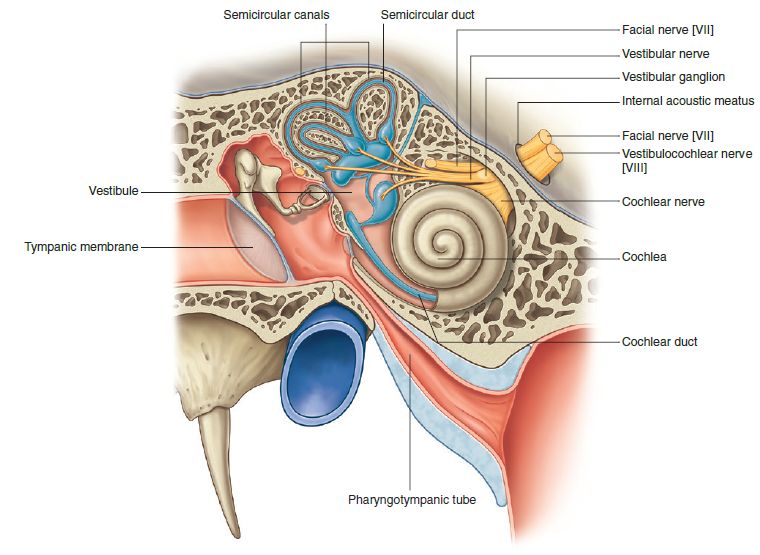 Semicircular canals
Semicircular duct
Facial nerve [VII]
Vestibular nerve
Vestibular ganglion
Internal acoustic meatus
Facial nerve [VII]
Vestibulocochlear nerve
[VIII]
Vestibule
Cochlear nerve
Tympanic membrane
Cochlea
Cochlear duct
Pharyngotympanic tube